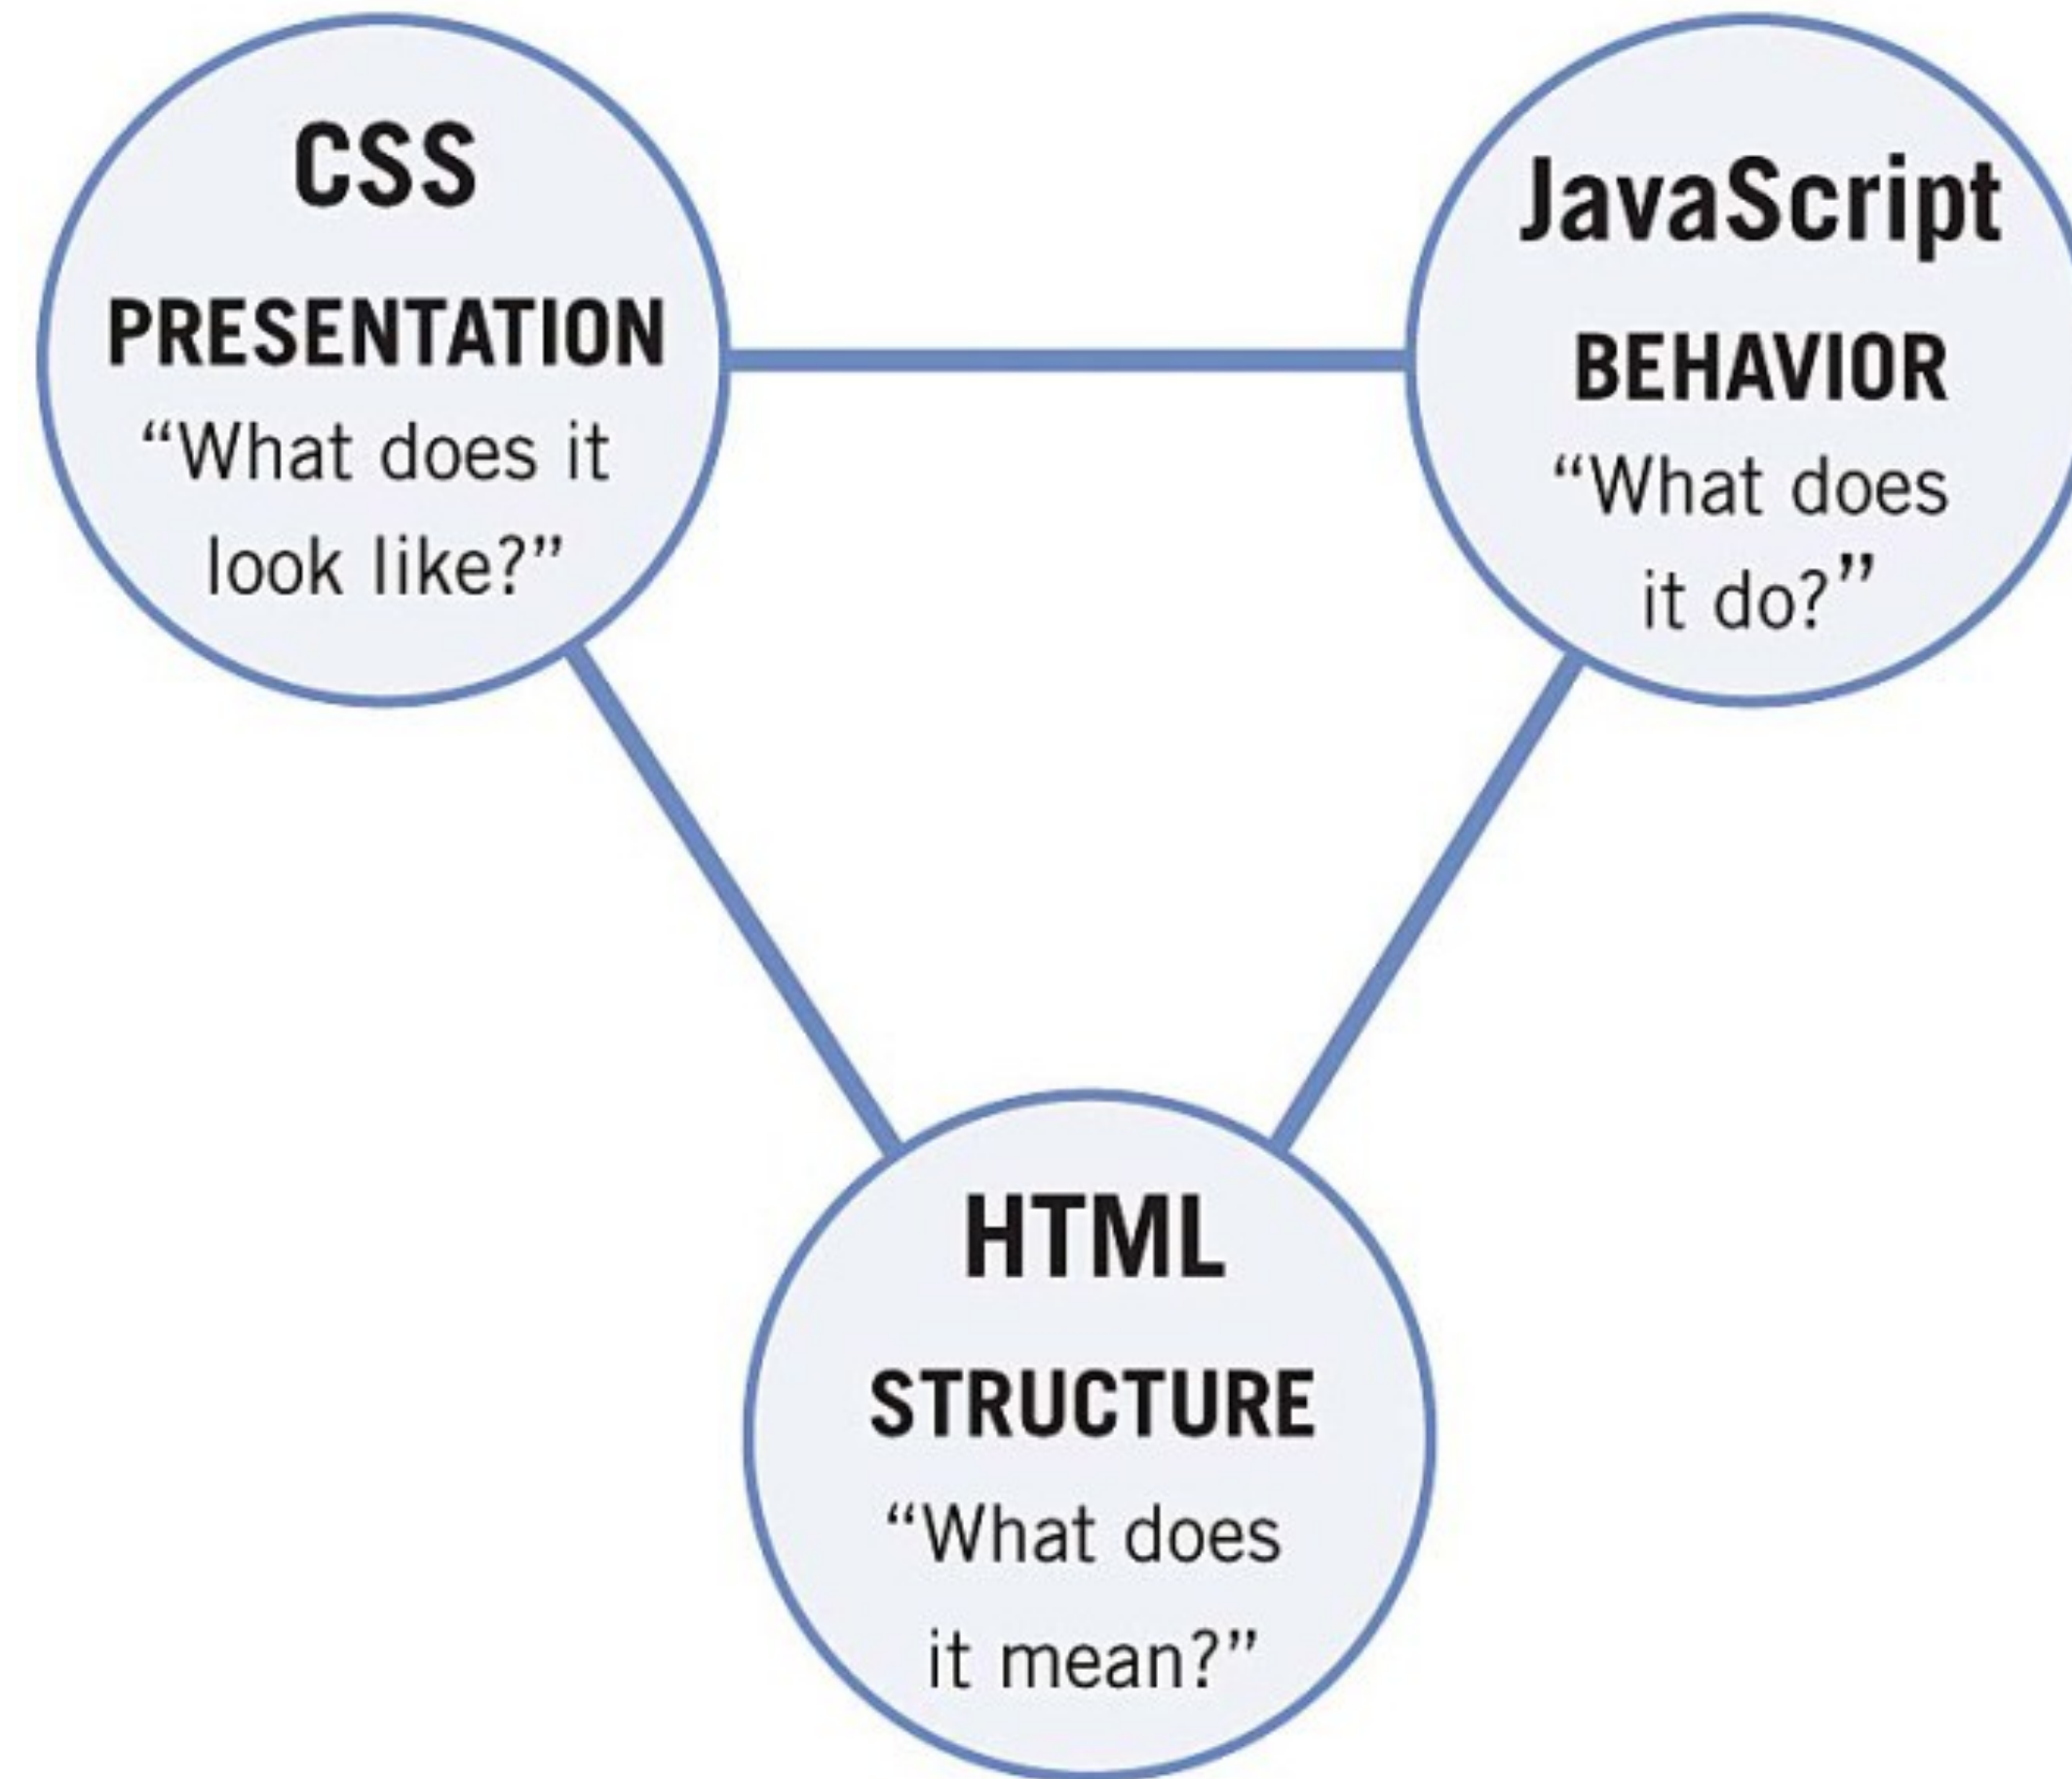 CSS
PRESENTATION
“What does it
look like?”
JavaScript
BEHAVIOR
“What does
it do?”
HTML
STRUCTURE
“What does
it mean?”